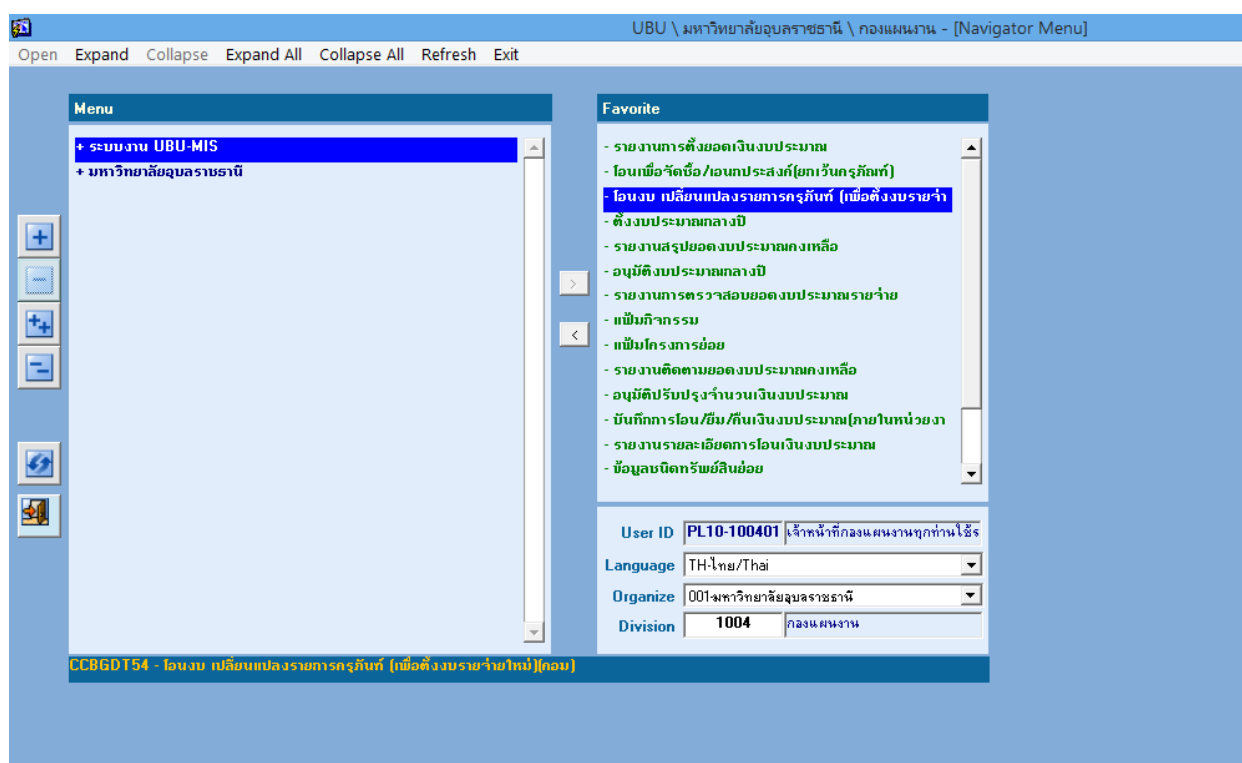 UBU \ มหาวิทยาลัยอุบลราชธานี \ กองแผนงาน - [Navigator Menu]
Open Expand Collapse Expand All Collapse All Refresh Exit
Menu
+ ระบบงาน UBU-MIS
+ มหาวิทยาลัยอุบลราชธานี
Favorite
- รายงานการตั้งยอดเงินงบประมาณ
- โอนเพื่อจัดซื้อ/เอนกประสงค์(ยกเว้นครุภัณฑ์)
- โอนงบ เปลี่ยนแปลงรายการครุภันท์ (เพื่อตั้งงบรายจ่า
- ตั้งงบประมาณกลางปี
- รายงานสรุปยอดงบประมาณคงเหลือ
- อนุมัติงบประมาณกลางปี
- รายงานการตรวจสอบยอดงบประมาณรายจ่าย
- แฟ้มกิจกรรม
- แฟ้มโครงการย่อย
- รายงานติดตามยอดงบประมาณคงเหลือ
- อนุมัติปรับปรุงจำนวนเงินงบประมาณ
- บันทึกการโอน/ยืม/คืนเงินงบประมาณ(ภายในหน่วยงา
- รายงานรายละเอียดการโอนเงินงบประมาณ
- ข้อมูลชนิดทรัพย์สินย่อย
User ID PL10-100401 เจ้าหน้าที่กองแผนงานทุกท่านใช้ร
Language TH-ไทย/Thai
Organize 001-มหาวิทยาลัยอุบลราชธานี
Division 1004 กองแผนงาน
CCBGDT54 - โอนงบ เปลี่ยนแปลงรายการครุภันท์ (เพื่อตั้งงบรายจ่ายใหม่)(คอม)